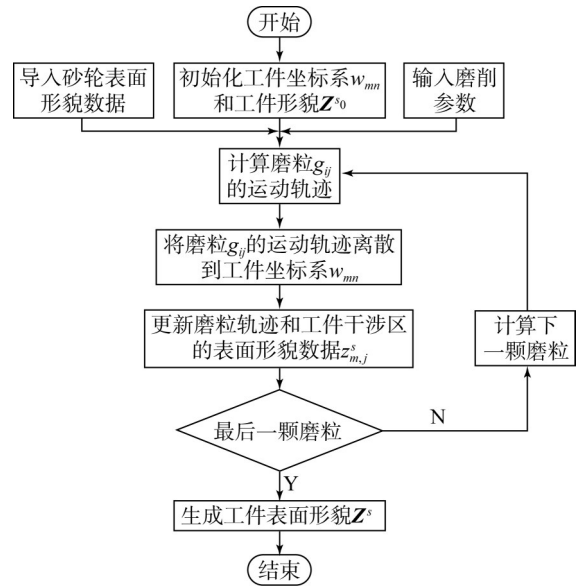 开始
导入砂轮表面
形貌数据
初始化工件坐标系wmn
和工件形貌Zs0
输入磨削
参数
计算磨粒gij
的运动轨迹
将磨粒gij的运动轨迹离散
到工件坐标系wmn
更新磨粒轨迹和工件干涉区
的表面形貌数据zsm,j
计算下
一颗磨粒
最后一颗磨粒
N
Y
生成工件表面形貌Zs
结束